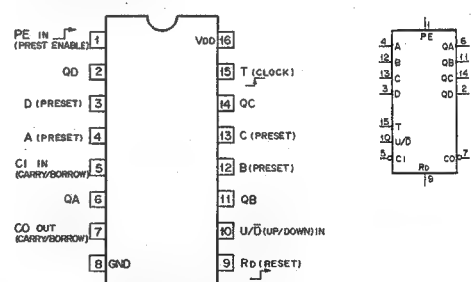 PE IN
(PREST ENABLE)
1
16
VDD
QD
2
15
T (CLOCK)
D (PRESET)
3
14
QC
A (PRESET)
4
13
C (PRESET)
CI IN
(CARRY/BORROW)
5
12
B (PRESET)
QA
6
11
QB
CO OUT
(CARRY/BORROW)
7
10
U/D̅ (UP/DOWN) IN
8
GND
9
RD (RESET)
1
PE
4
A
QA
6
12
B
QB
11
13
C
QC
14
3
D
QD
2
15
T
10
U/D̅
5
CI
CO
7
RD
9